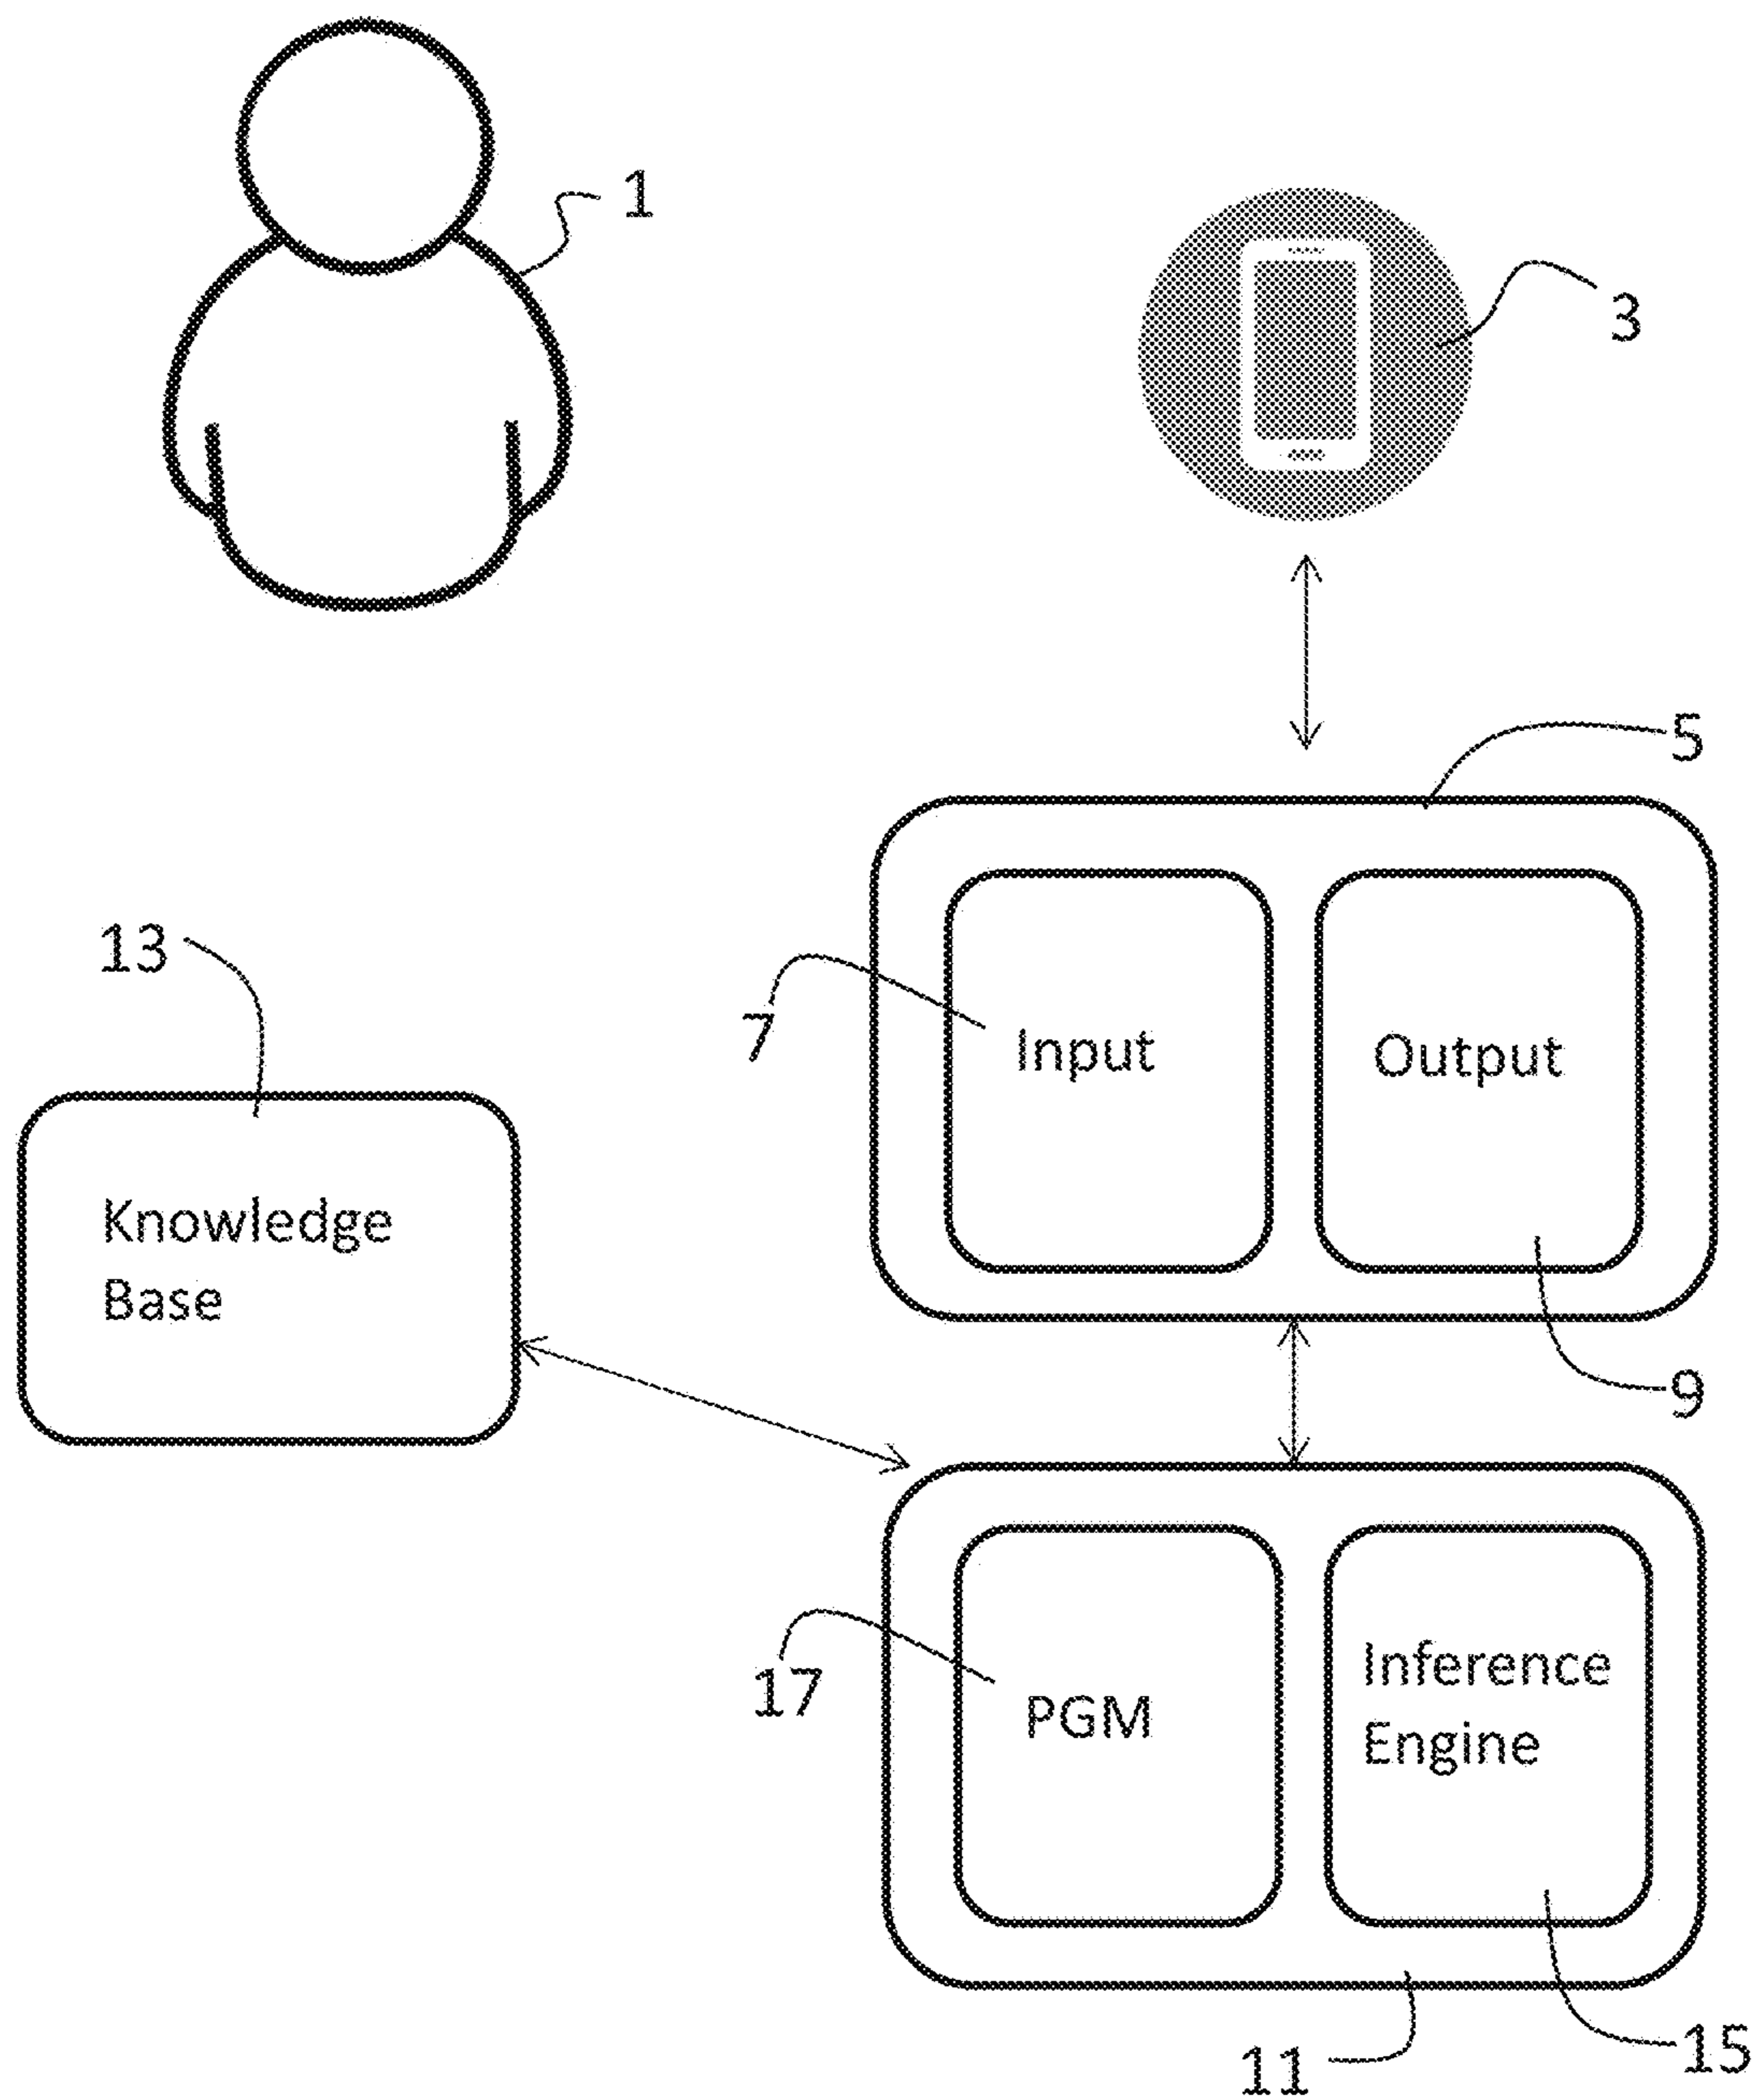 1
3
5
13
7
Input
Output
Knowledge
Base
9
17
PGM
Inference
Engine
11
15